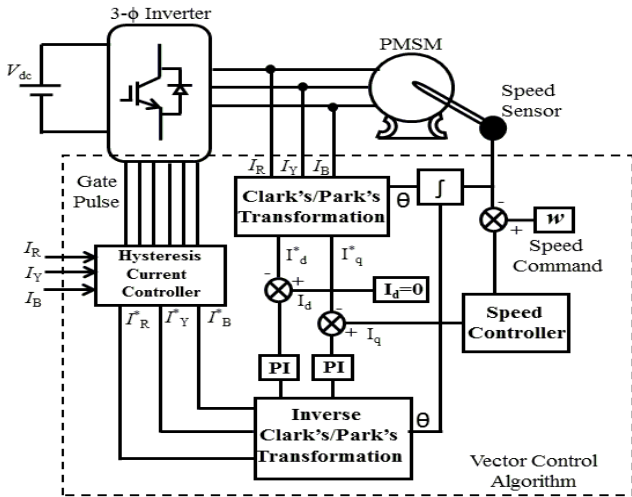 3-ϕ Inverter
PMSM
V_dc
Speed
Sensor
I_R I_Y I_B
Gate
Pulse
Clark's/Park's
Transformation
θ
∫
-
+
w
Speed
Command
I_R
I_Y
I_B
Hysteresis
Current
Controller
I*_d
I*_q
-
+
I_d
I_d=0
-
+
I_q
Speed
Controller
I*_R I*_Y I*_B
PI
PI
Inverse
Clark's/Park's
Transformation
θ
Vector Control
Algorithm